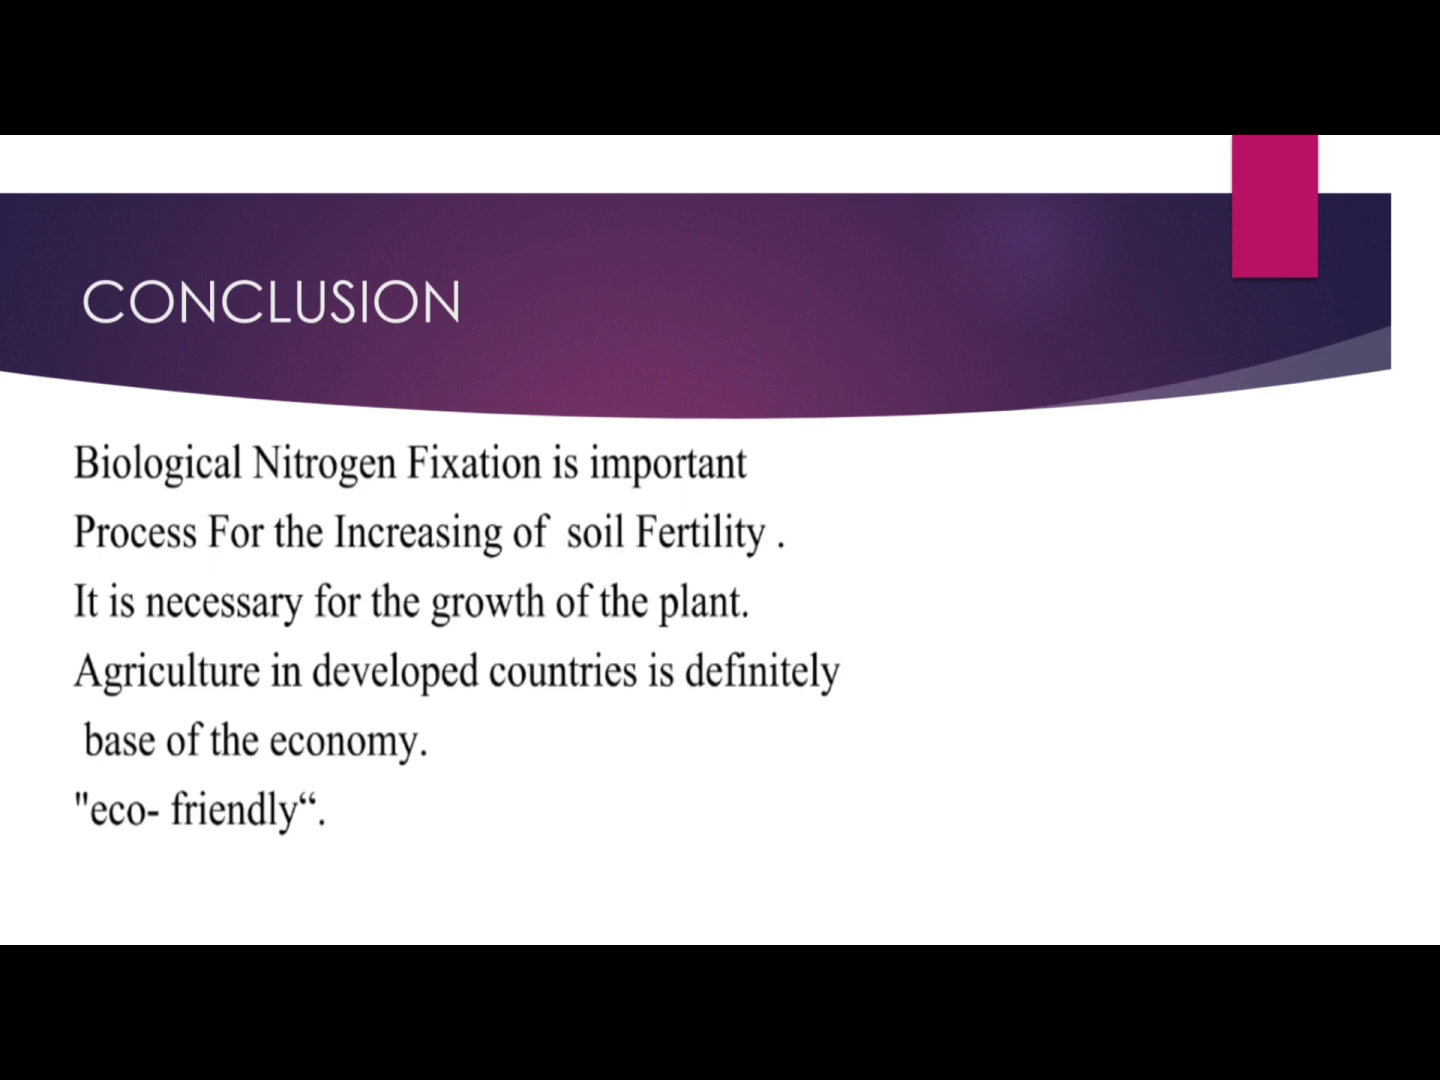 CONCLUSION
Biological Nitrogen Fixation is important
Process For the Increasing of  soil Fertility .
It is necessary for the growth of the plant.
Agriculture in developed countries is definitely
base of the economy.
"eco- friendly“.